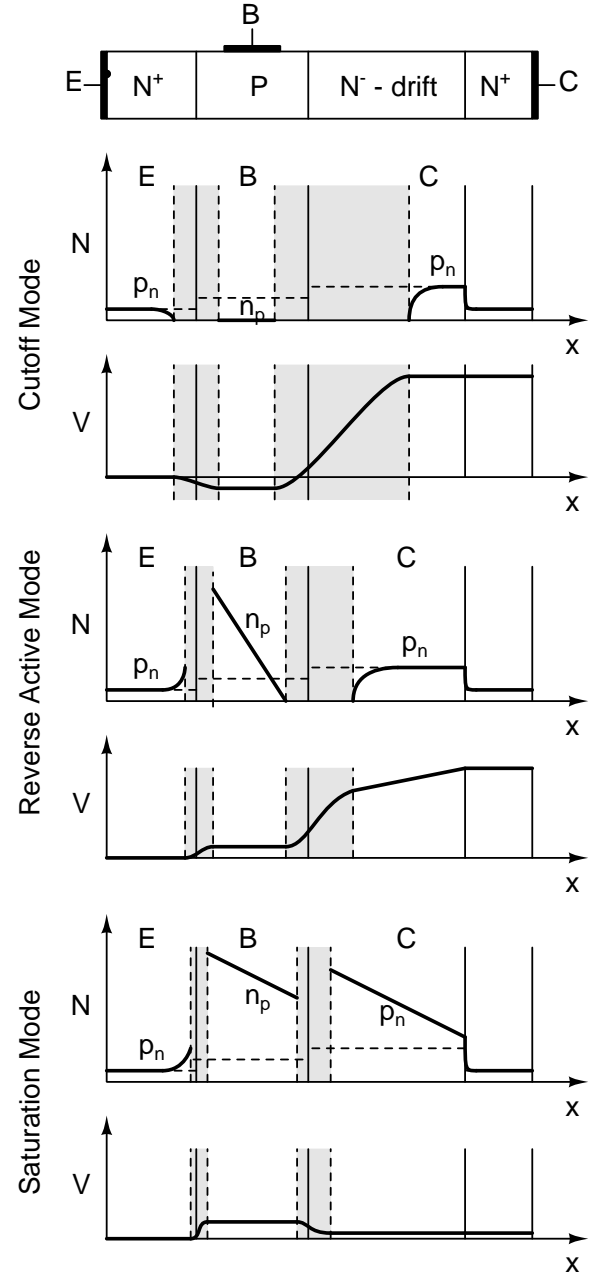 B
E N⁺ P N⁻ - drift N⁺ C
Cutoff Mode
E B C
N
pₙ nₚ pₙ
x
V
x
Reverse Active Mode
E B C
N
pₙ nₚ pₙ
x
V
x
Saturation Mode
E B C
N
pₙ nₚ pₙ
x
V
x